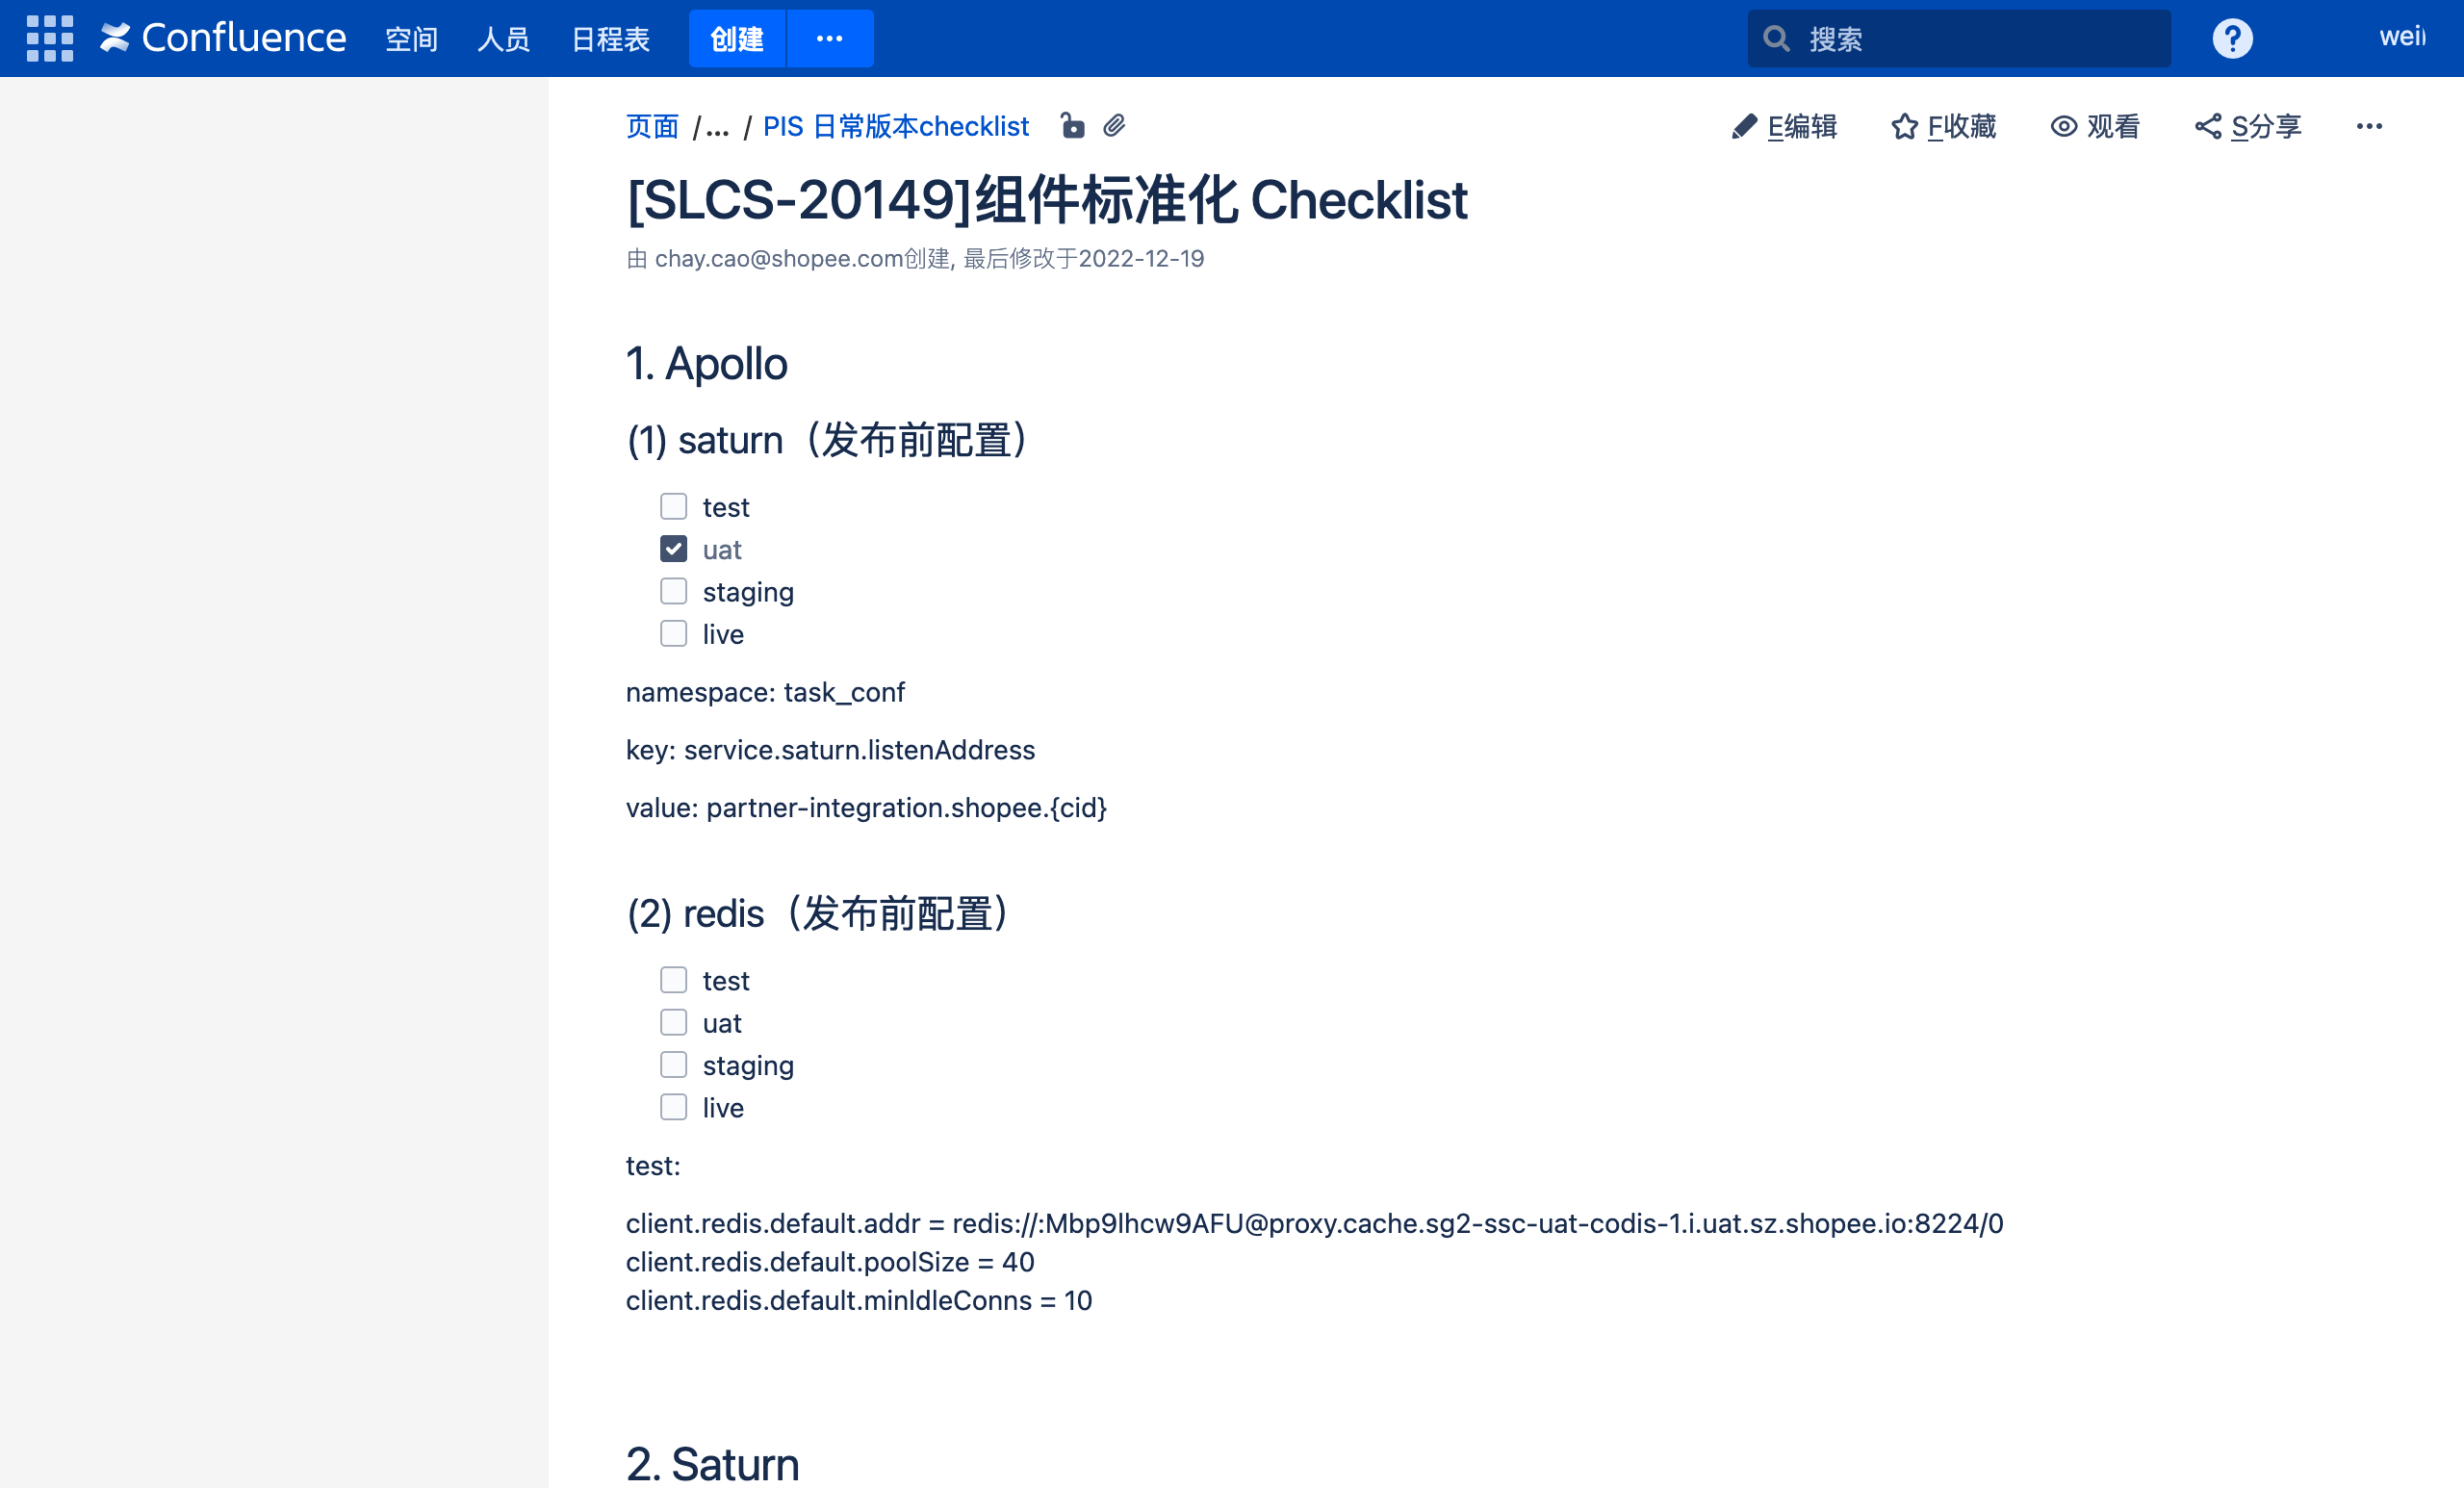 Confluence 空间 人员 日程表 创建 ··· 搜索 ? wei
页面 /... / PIS 日常版本checklist E编辑 F收藏 观看 S分享 ···
[SLCS-20149]组件标准化 Checklist
由 chay.cao@shopee.com创建, 最后修改于2022-12-19
1. Apollo
(1) saturn（发布前配置）
test
uat
staging
live
namespace: task_conf
key: service.saturn.listenAddress
value: partner-integration.shopee.{cid}
(2) redis（发布前配置）
test
uat
staging
live
test:
client.redis.default.addr = redis://:Mbp9lhcw9AFU@proxy.cache.sg2-ssc-uat-codis-1.i.uat.sz.shopee.io:8224/0
client.redis.default.poolSize = 40
client.redis.default.minIdleConns = 10
2. Saturn